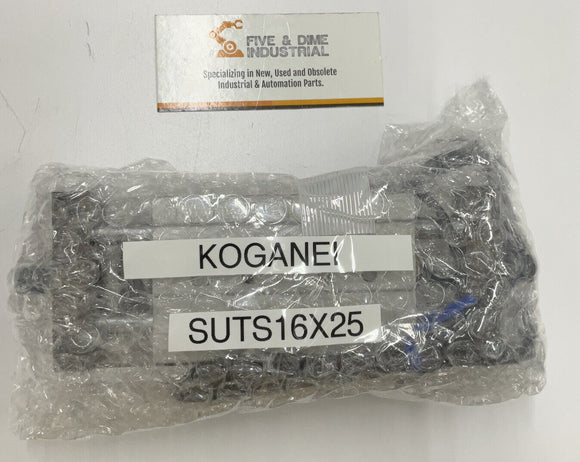 FIVE & DIME
INDUSTRIAL
Specializing in New, Used and Obsolete
Industrial & Automation Parts.
KOGANEI
SUTS16X25